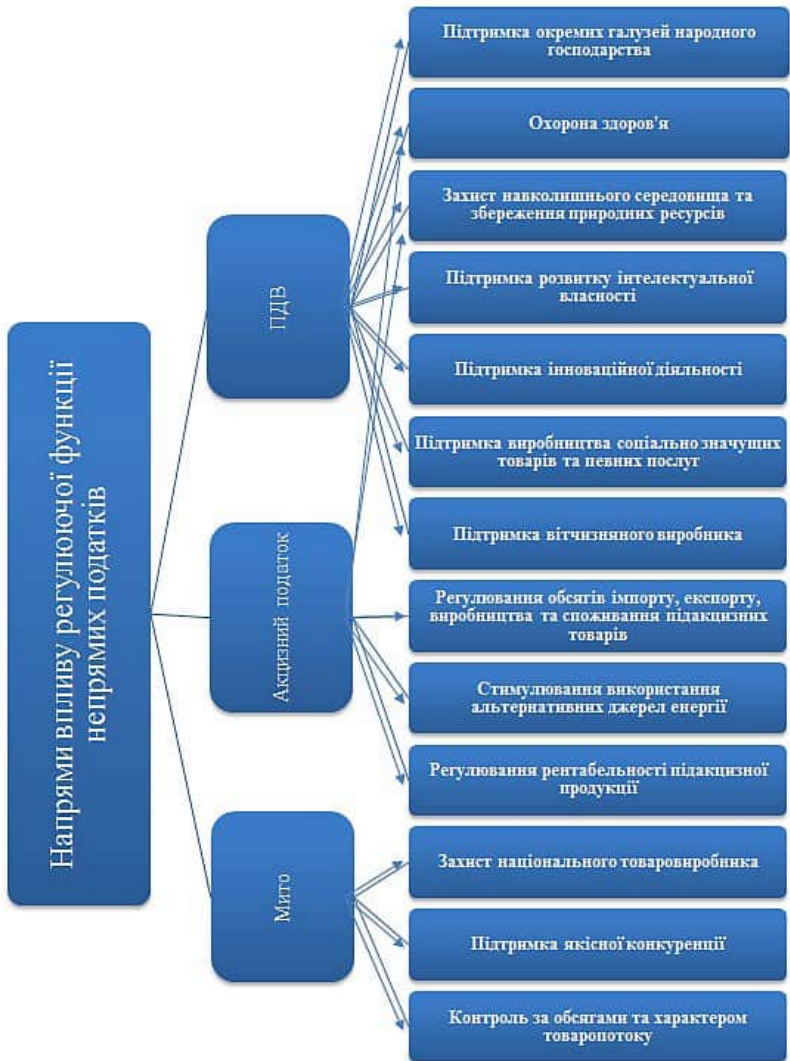 Напрями впливу регулюючої функції
непрямих податків
ПДВ
Акцизний податок
Мито
Підтримка окремих галузей народного
господарства
Охорона здоров'я
Захист навколишнього середовища та
збереження природних ресурсів
Підтримка розвитку інтелектуальної
власності
Підтримка інноваційної діяльності
Підтримка виробництва соціально значущих
товарів та певних послуг
Підтримка вітчизняного виробника
Регулювання обсягів імпорту, експорту,
виробництва та споживання підакцизних
товарів
Стимулювання використання
альтернативних джерел енергії
Регулювання рентабельності підакцизної
продукції
Захист національного товаровиробника
Підтримка якісної конкуренції
Контроль за обсягами та характером
товаропотоку